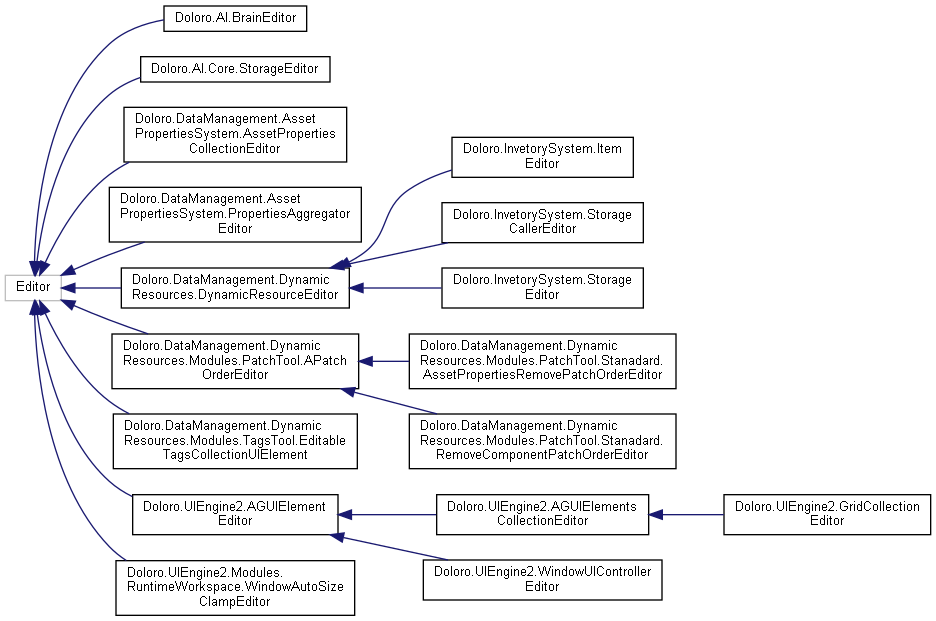 Doloro.AI.BrainEditor
Doloro.AI.Core.StorageEditor
Doloro.DataManagement.Asset
PropertiesSystem.AssetProperties
CollectionEditor
Doloro.DataManagement.Asset
PropertiesSystem.PropertiesAggregator
Editor
Editor
Doloro.DataManagement.Dynamic
Resources.DynamicResourceEditor
Doloro.InvetorySystem.Item
Editor
Doloro.InvetorySystem.Storage
CallerEditor
Doloro.InvetorySystem.Storage
Editor
Doloro.DataManagement.Dynamic
Resources.Modules.PatchTool.APatch
OrderEditor
Doloro.DataManagement.Dynamic
Resources.Modules.PatchTool.Stanadard.
AssetPropertiesRemovePatchOrderEditor
Doloro.DataManagement.Dynamic
Resources.Modules.PatchTool.Stanadard.
RemoveComponentPatchOrderEditor
Doloro.DataManagement.Dynamic
Resources.Modules.TagsTool.Editable
TagsCollectionUIElement
Doloro.UIEngine2.AGUIElement
Editor
Doloro.UIEngine2.AGUIElements
CollectionEditor
Doloro.UIEngine2.GridCollection
Editor
Doloro.UIEngine2.WindowUIController
Editor
Doloro.UIEngine2.Modules.
RuntimeWorkspace.WindowAutoSize
ClampEditor